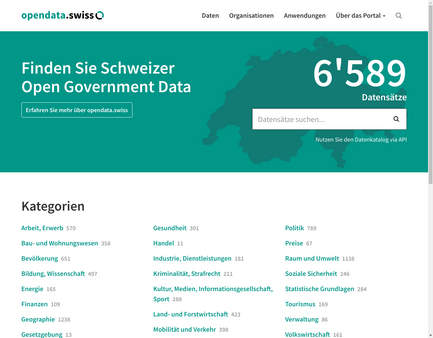 opendata.swiss
Daten Organisationen Anwendungen Über das Portal
Finden Sie Schweizer
Open Government Data
Erfahren Sie mehr über opendata.swiss
6'589
Datensätze
Datensätze suchen...
Nutzen Sie den Datenkatalog via API
Kategorien
Arbeit, Erwerb 570
Bau- und Wohnungswesen 356
Bevölkerung 651
Bildung, Wissenschaft 497
Energie 165
Finanzen 109
Geographie 1238
Gesetzgebung 13
Gesundheit 301
Handel 11
Industrie, Dienstleistungen 181
Kriminalität, Strafrecht 221
Kultur, Medien, Informationsgesellschaft,
Sport 288
Land- und Forstwirtschaft 423
Mobilität und Verkehr 398
Politik 789
Preise 67
Raum und Umwelt 1138
Soziale Sicherheit 246
Statistische Grundlagen 284
Tourismus 169
Verwaltung 86
Volkswirtschaft 161